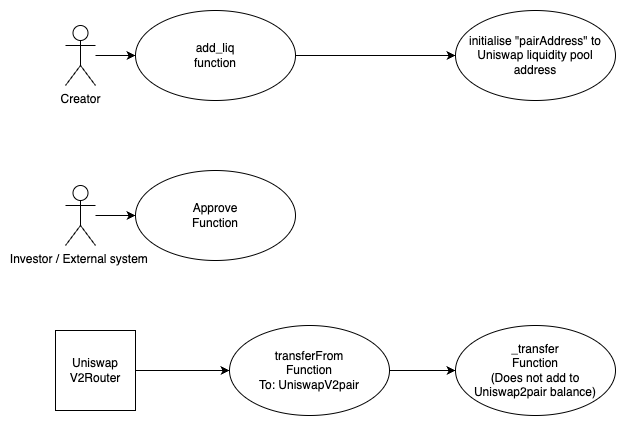 add_liq
function
initialise "pairAddress" to
Uniswap liquidity pool
address
Creator
Approve
Function
Investor / External system
Uniswap
V2Router
transferFrom
Function
To: UniswapV2pair
_transfer
Function
(Does not add to
Uniswap2pair balance)